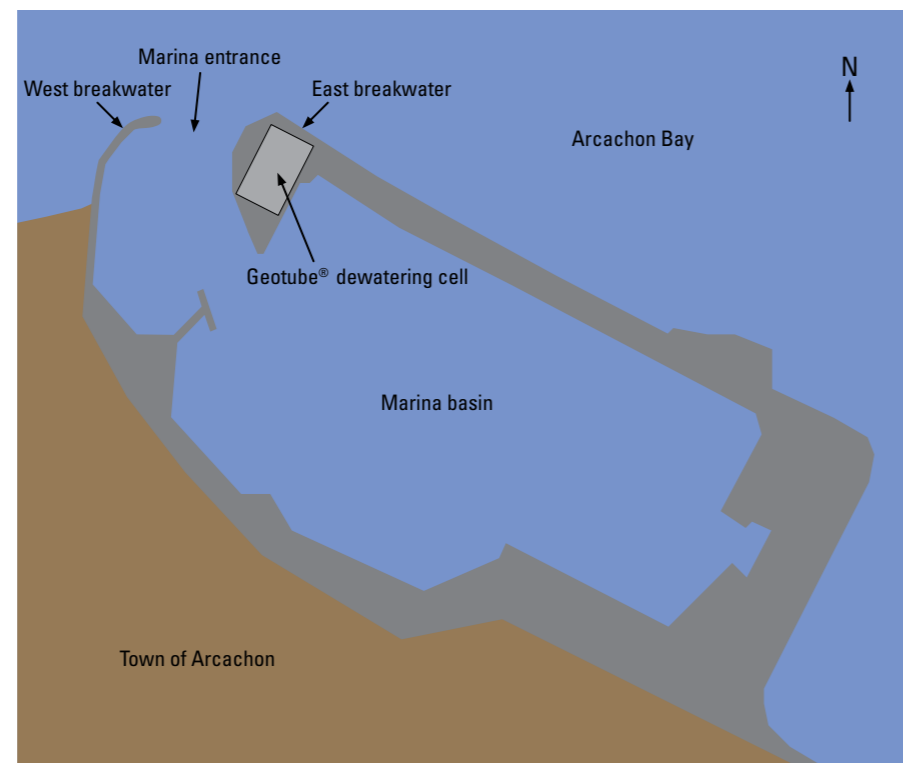 Marina entrance
West breakwater
East breakwater
N
Arcachon Bay
Geotube® dewatering cell
Marina basin
Town of Arcachon